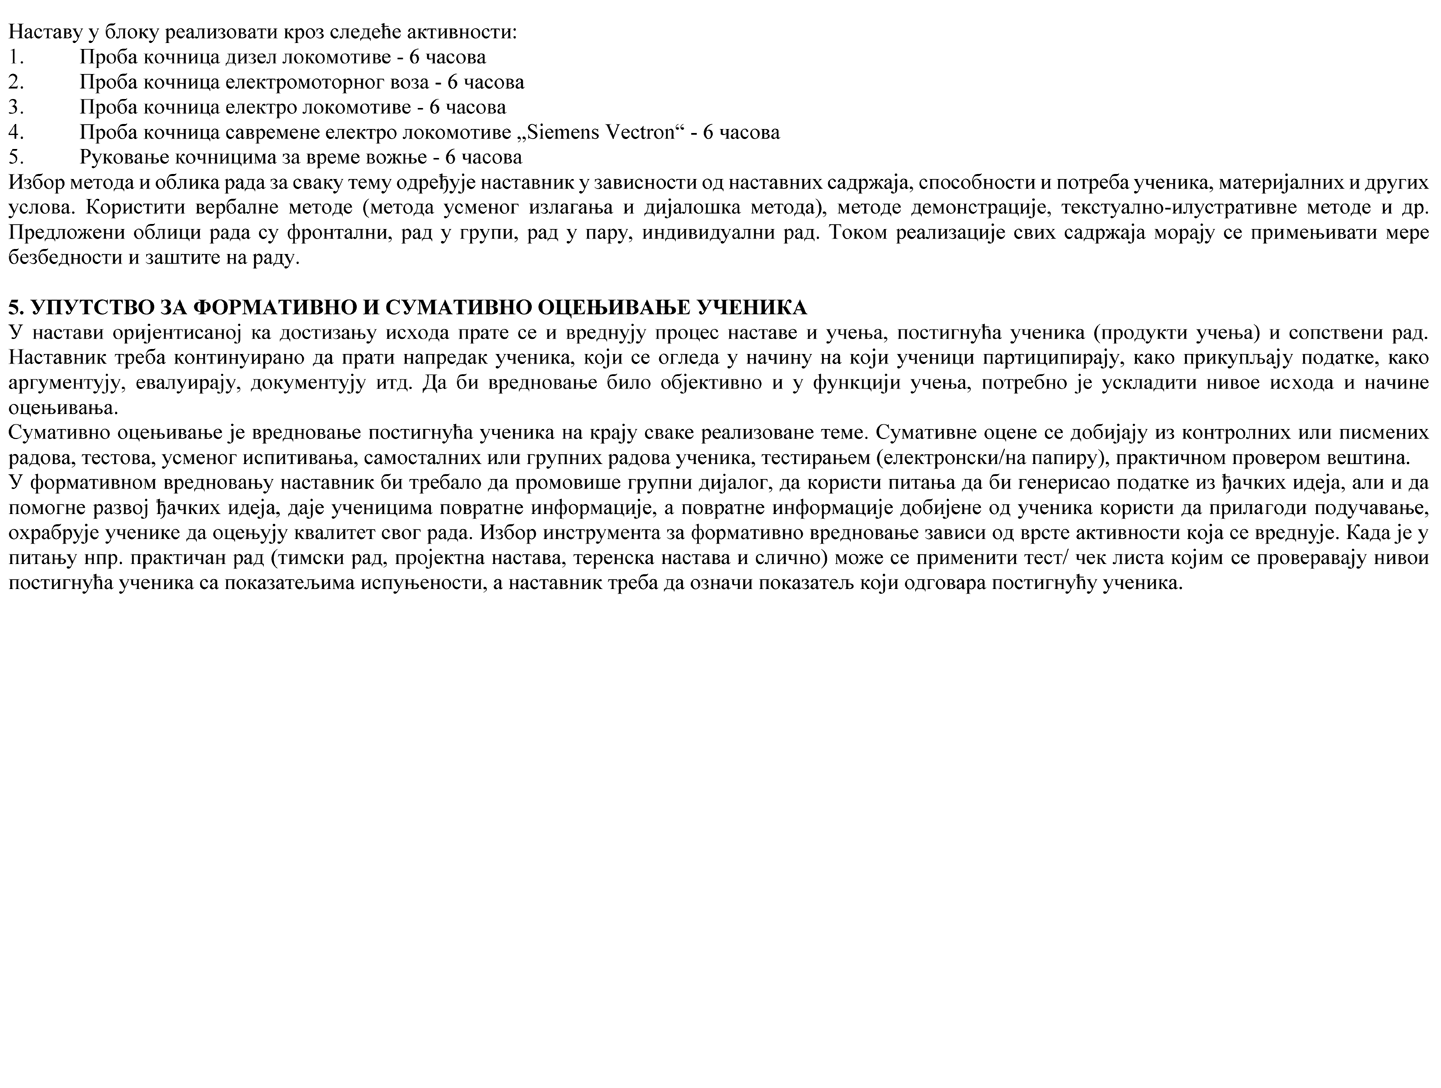 Наставу у блоку реализовати кроз следеће активности:
1. Проба кочница дизел локомотиве - 6 часова
2. Проба кочница електромоторног воза - 6 часова
3. Проба кочница електро локомотиве - 6 часова
4. Проба кочница савремене електро локомотиве „Siemens Vectron“ - 6 часова
5. Руковање кочницима за време вожње - 6 часова
Избор метода и облика рада за сваку тему одређује наставник у зависности од наставних садржаја, способности и потреба ученика, материјалних и других
услова. Користити вербалне методе (метода усменог излагања и дијалошка метода), методе демонстрације, текстуално-илустративне методе и др.
Предложени облици рада су фронтални, рад у групи, рад у пару, индивидуални рад. Током реализације свих садржаја морају се примењивати мере
безбедности и заштите на раду.
5. УПУТСТВО ЗА ФОРМАТИВНО И СУМАТИВНО ОЦЕЊИВАЊЕ УЧЕНИКА
У настави оријентисаној ка достизању исхода прате се и вреднују процес наставе и учења, постигнућа ученика (продукти учења) и сопствени рад.
Наставник треба континуирано да прати напредак ученика, који се огледа у начину на који ученици партиципирају, како прикупљају податке, како
аргументују, евалуирају, документују итд. Да би вредновање било објективно и у функцији учења, потребно је ускладити нивое исхода и начине
оцењивања.
Сумативно оцењивање је вредновање постигнућа ученика на крају сваке реализоване теме. Сумативне оцене се добијају из контролних или писмених
радова, тестова, усменог испитивања, самосталних или групних радова ученика, тестирањем (електронски/на папиру), практичном провером вештина.
У формативном вредновању наставник би требало да промовише групни дијалог, да користи питања да би генерисао податке из ђачких идеја, али и да
помогне развој ђачких идеја, даје ученицима повратне информације, а повратне информације добијене од ученика користи да прилагоди подучавање,
охрабрује ученике да оцењују квалитет свог рада. Избор инструмента за формативно вредновање зависи од врсте активности која се вреднује. Када је у
питању нпр. практичан рад (тимски рад, пројектна настава, теренска настава и слично) може се применити тест/ чек листа којим се проверавају нивои
постигнућа ученика са показатељима испуњености, а наставник треба да означи показатељ који одговара постигнућу ученика.